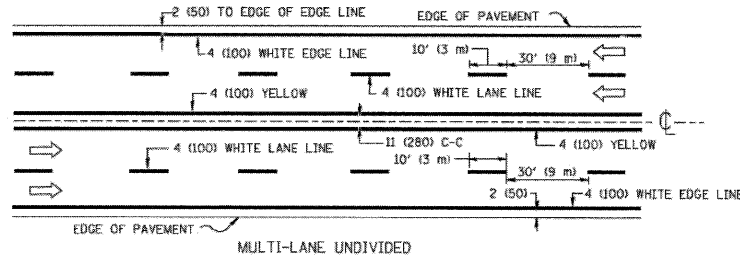 2 (50) TO EDGE OF EDGE LINE
EDGE OF PAVEMENT
4 (100) WHITE EDGE LINE
10' (3 m)
30' (9 m)
4 (100) YELLOW
4 (100) WHITE LANE LINE
℄
4 (100) WHITE LANE LINE
11 (280) C-C
4 (100) YELLOW
10' (3 m)
30' (9 m)
2 (50)
4 (100) WHITE EDGE LINE
EDGE OF PAVEMENT
MULTI-LANE UNDIVIDED